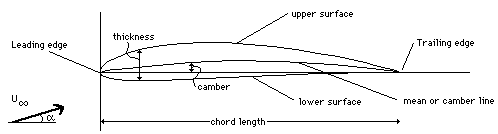 upper surface
thickness
Leading edge
Trailing edge
camber
U∞
α
lower surface
mean or camber line
chord length